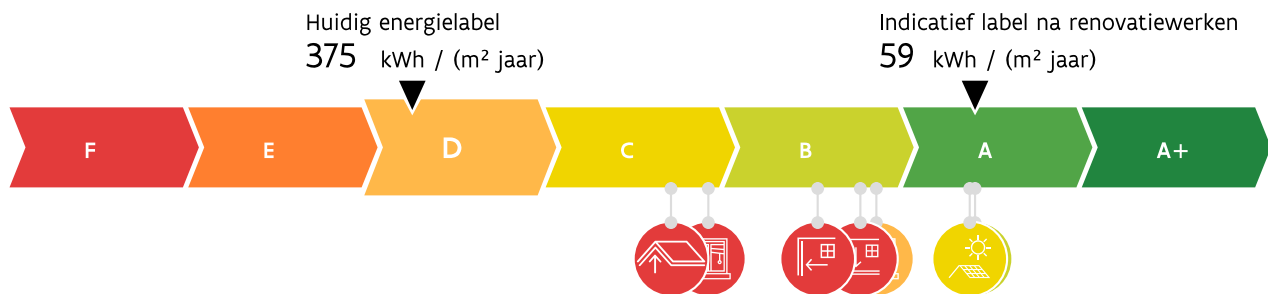 Huidig energielabel
375 kWh / (m² jaar)
Indicatief label na renovatiewerken
59 kWh / (m² jaar)
F E D C B A A+